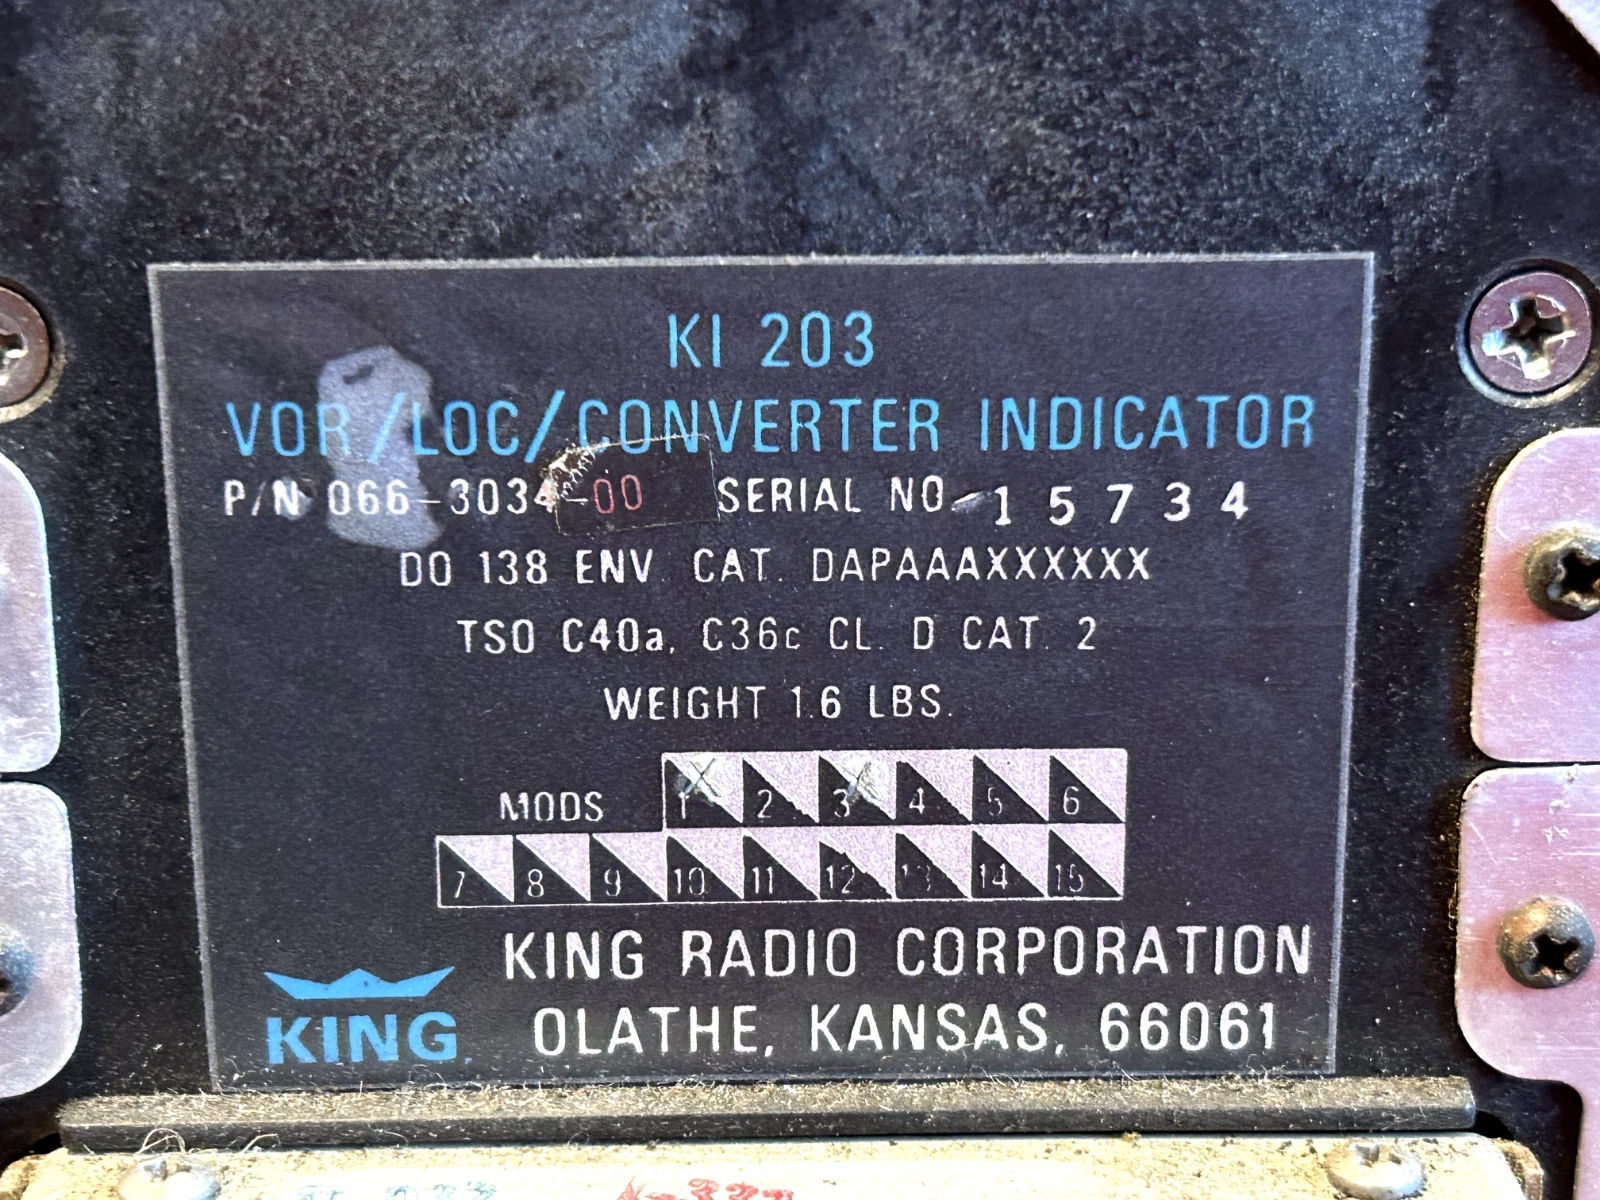 KI 203
VOR/LOC/CONVERTER INDICATOR
P/N 066-3034-00 SERIAL NO. 15734
DO 138 ENV. CAT. DAPAAAXXXXXX
TSO C40a, C36c CL. D CAT. 2
WEIGHT 1.6 LBS.
MODS 1 2 3 4 5 6
7 8 9 10 11 12 13 14 15
KING RADIO CORPORATION
KING OLATHE, KANSAS, 66061